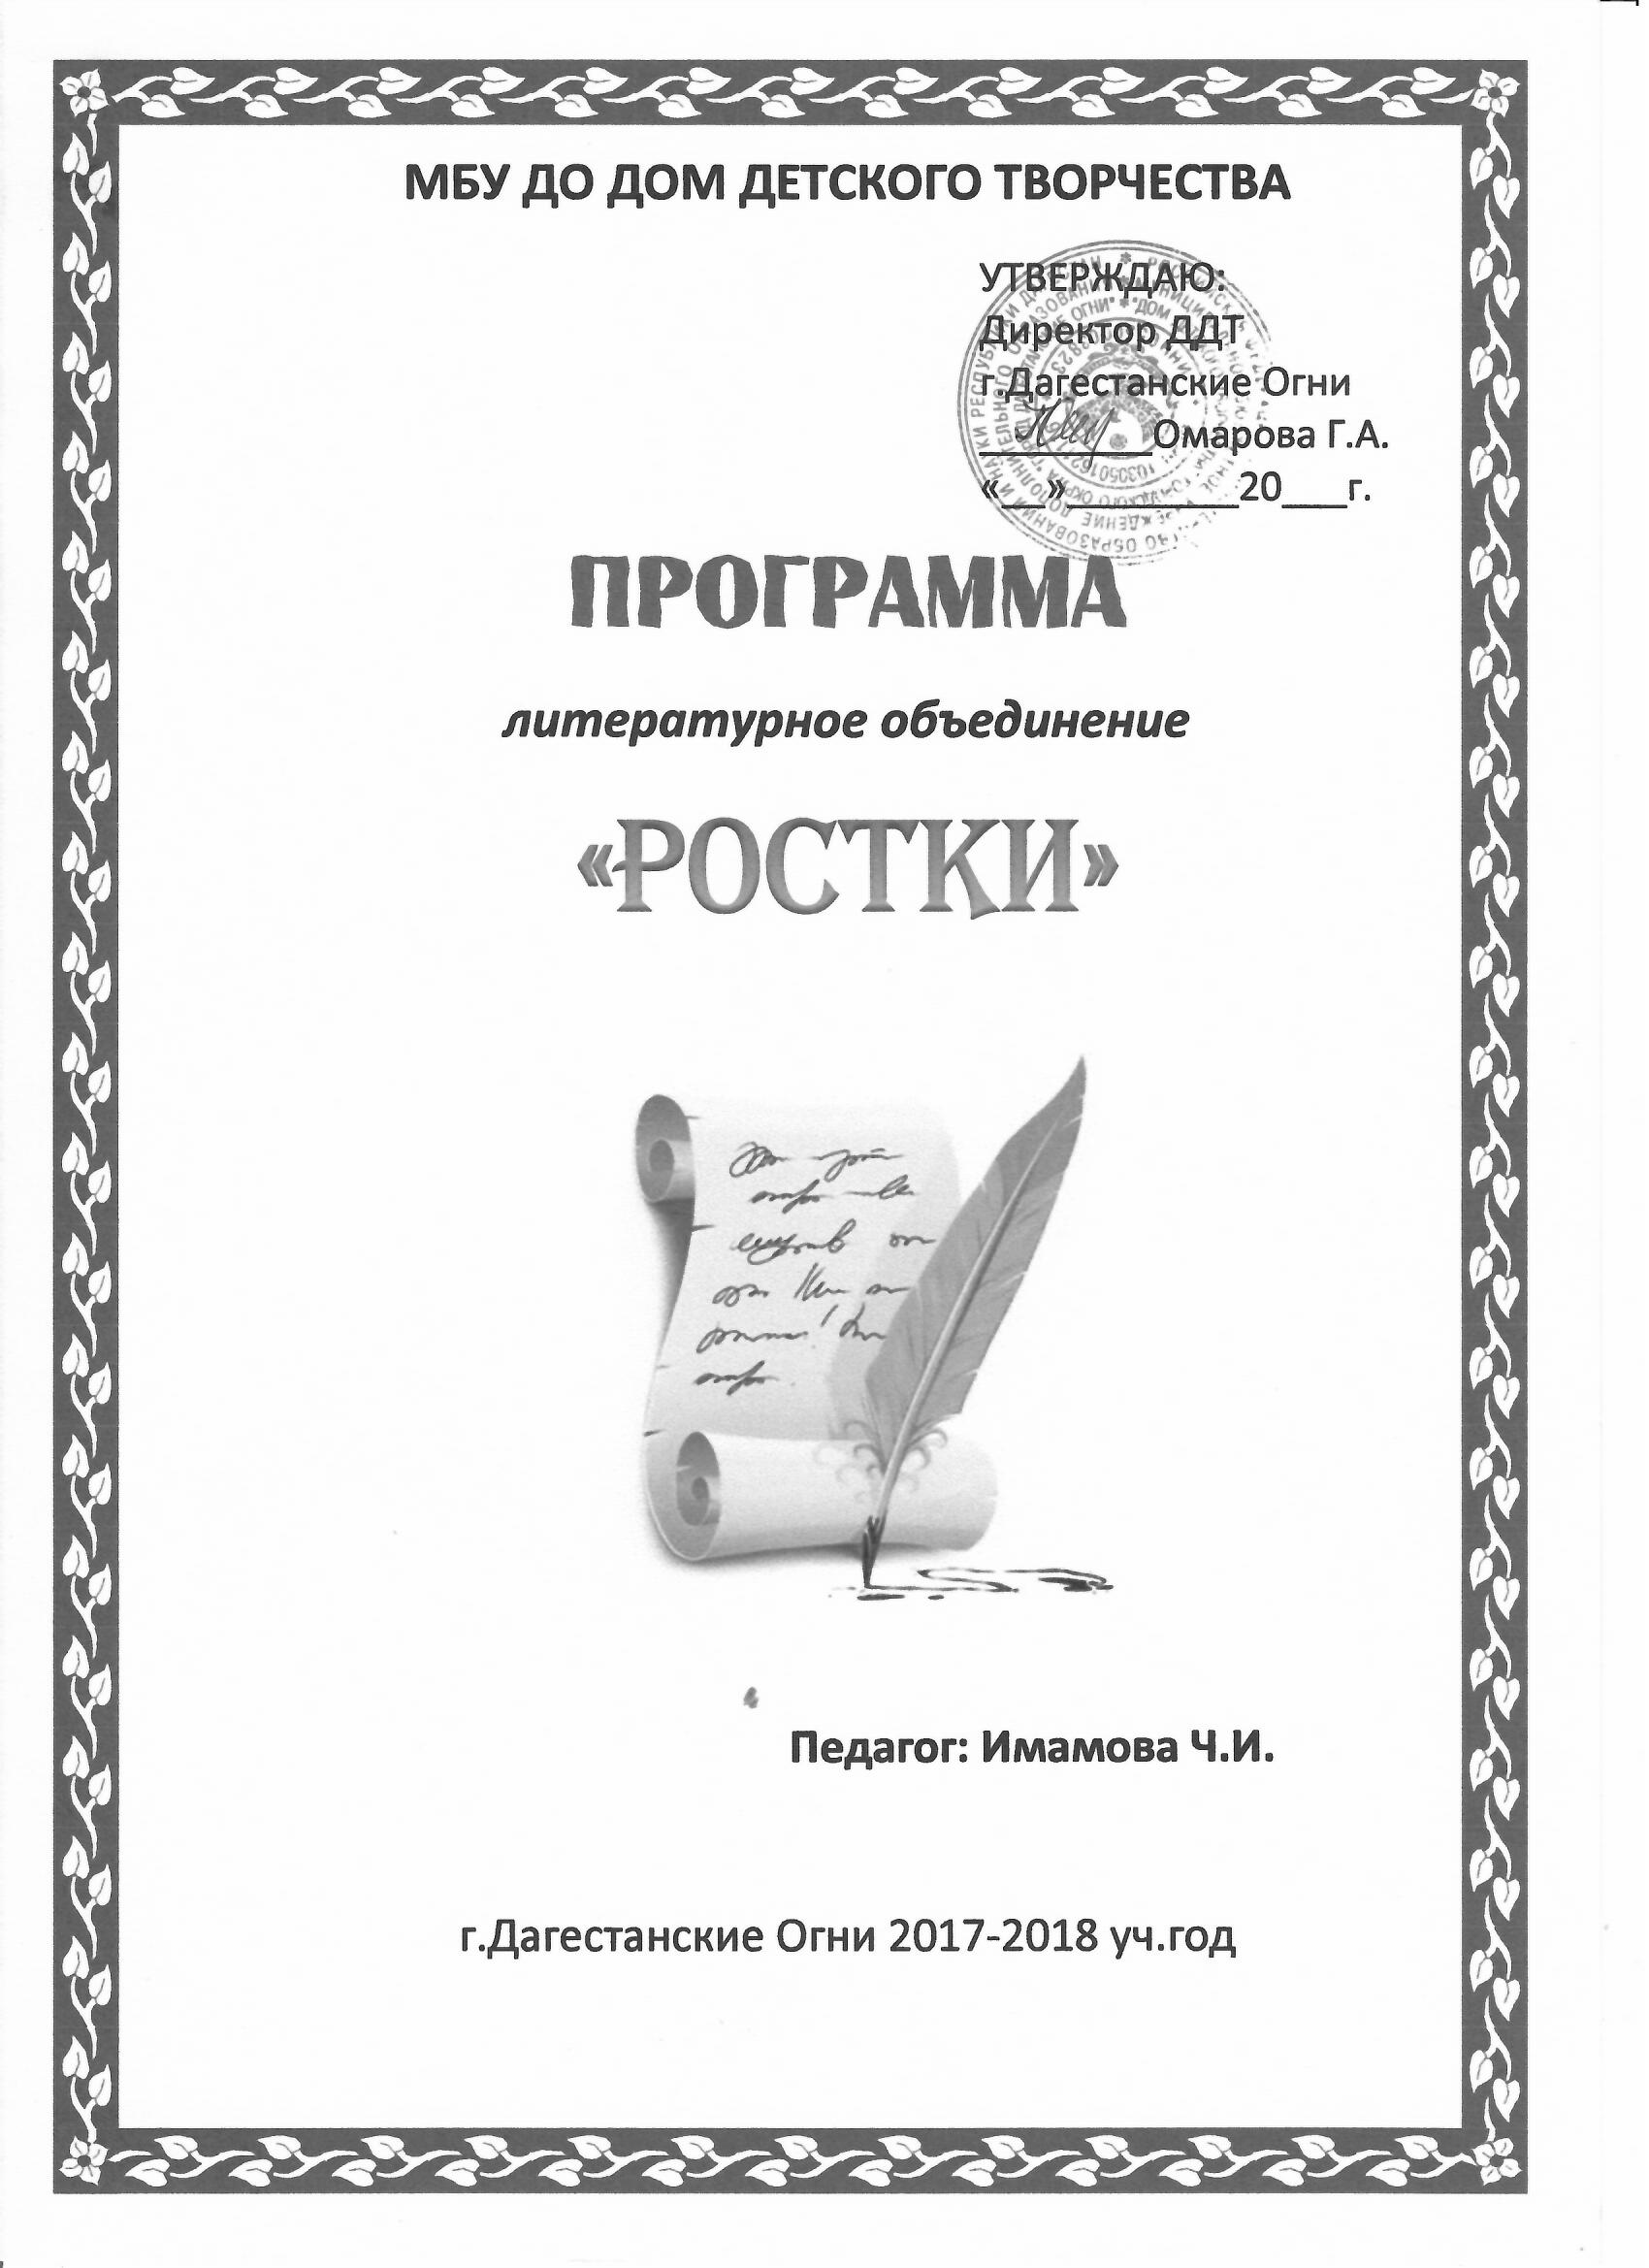 МБУ ДО ДОМ ДЕТСКОГО ТВОРЧЕСТВА
УТВЕРЖДАЮ:
Директор ДДТ
г.Дагестанские Огни
________Омарова Г.А.
«__»________20___г.
ПРОГРАММА
литературное объединение
«РОСТКИ»
Педагог: Имамова Ч.И.
г.Дагестанские Огни 2017-2018 уч.год